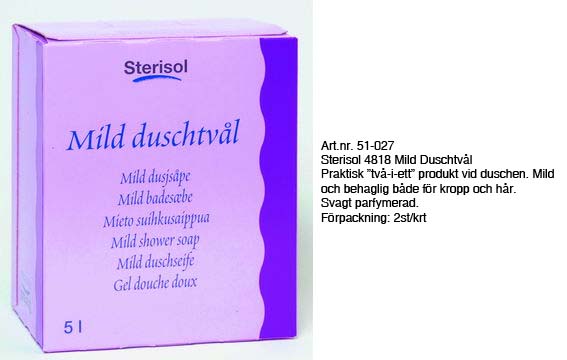 Sterisol
Mild duschtvål
Mild dusjsåpe
Mild badesæbe
Mieto suihkusaippua
Mild shower soap
Mild duschseife
Gel douche doux
5 l
Art.nr. 51-027
Sterisol 4818 Mild Duschtvål
Praktisk ”två-i-ett” produkt vid duschen. Mild
och behaglig både för kropp och hår.
Svagt parfymerad.
Förpackning: 2st/krt